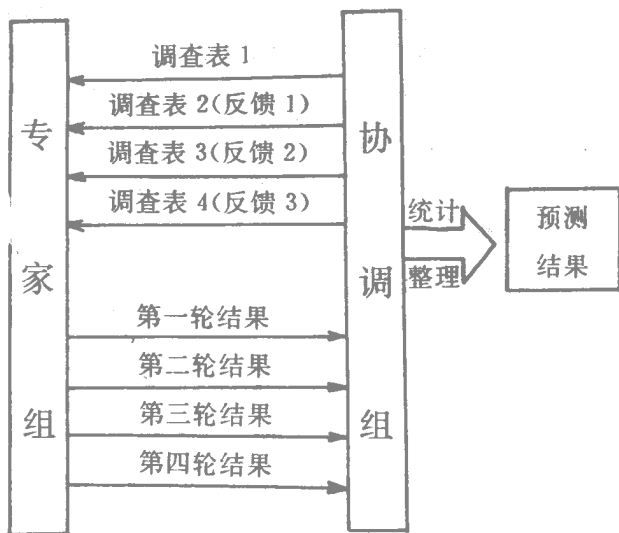 专家组
调查表 1
调查表 2(反馈 1)
调查表 3(反馈 2)
调查表 4(反馈 3)
第一轮结果
第二轮结果
第三轮结果
第四轮结果
协调组
统计
整理
预测
结果